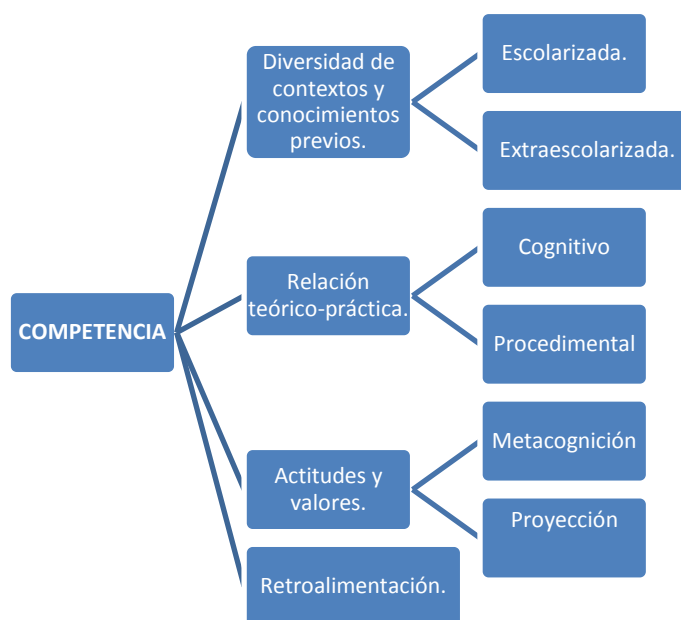 COMPETENCIA
Diversidad de
contextos y
conocimientos
previos.
Escolarizada.
Extraescolarizada.
Relación
teórico-práctica.
Cognitivo
Procedimental
Actitudes y
valores.
Metacognición
Proyección
Retroalimentación.